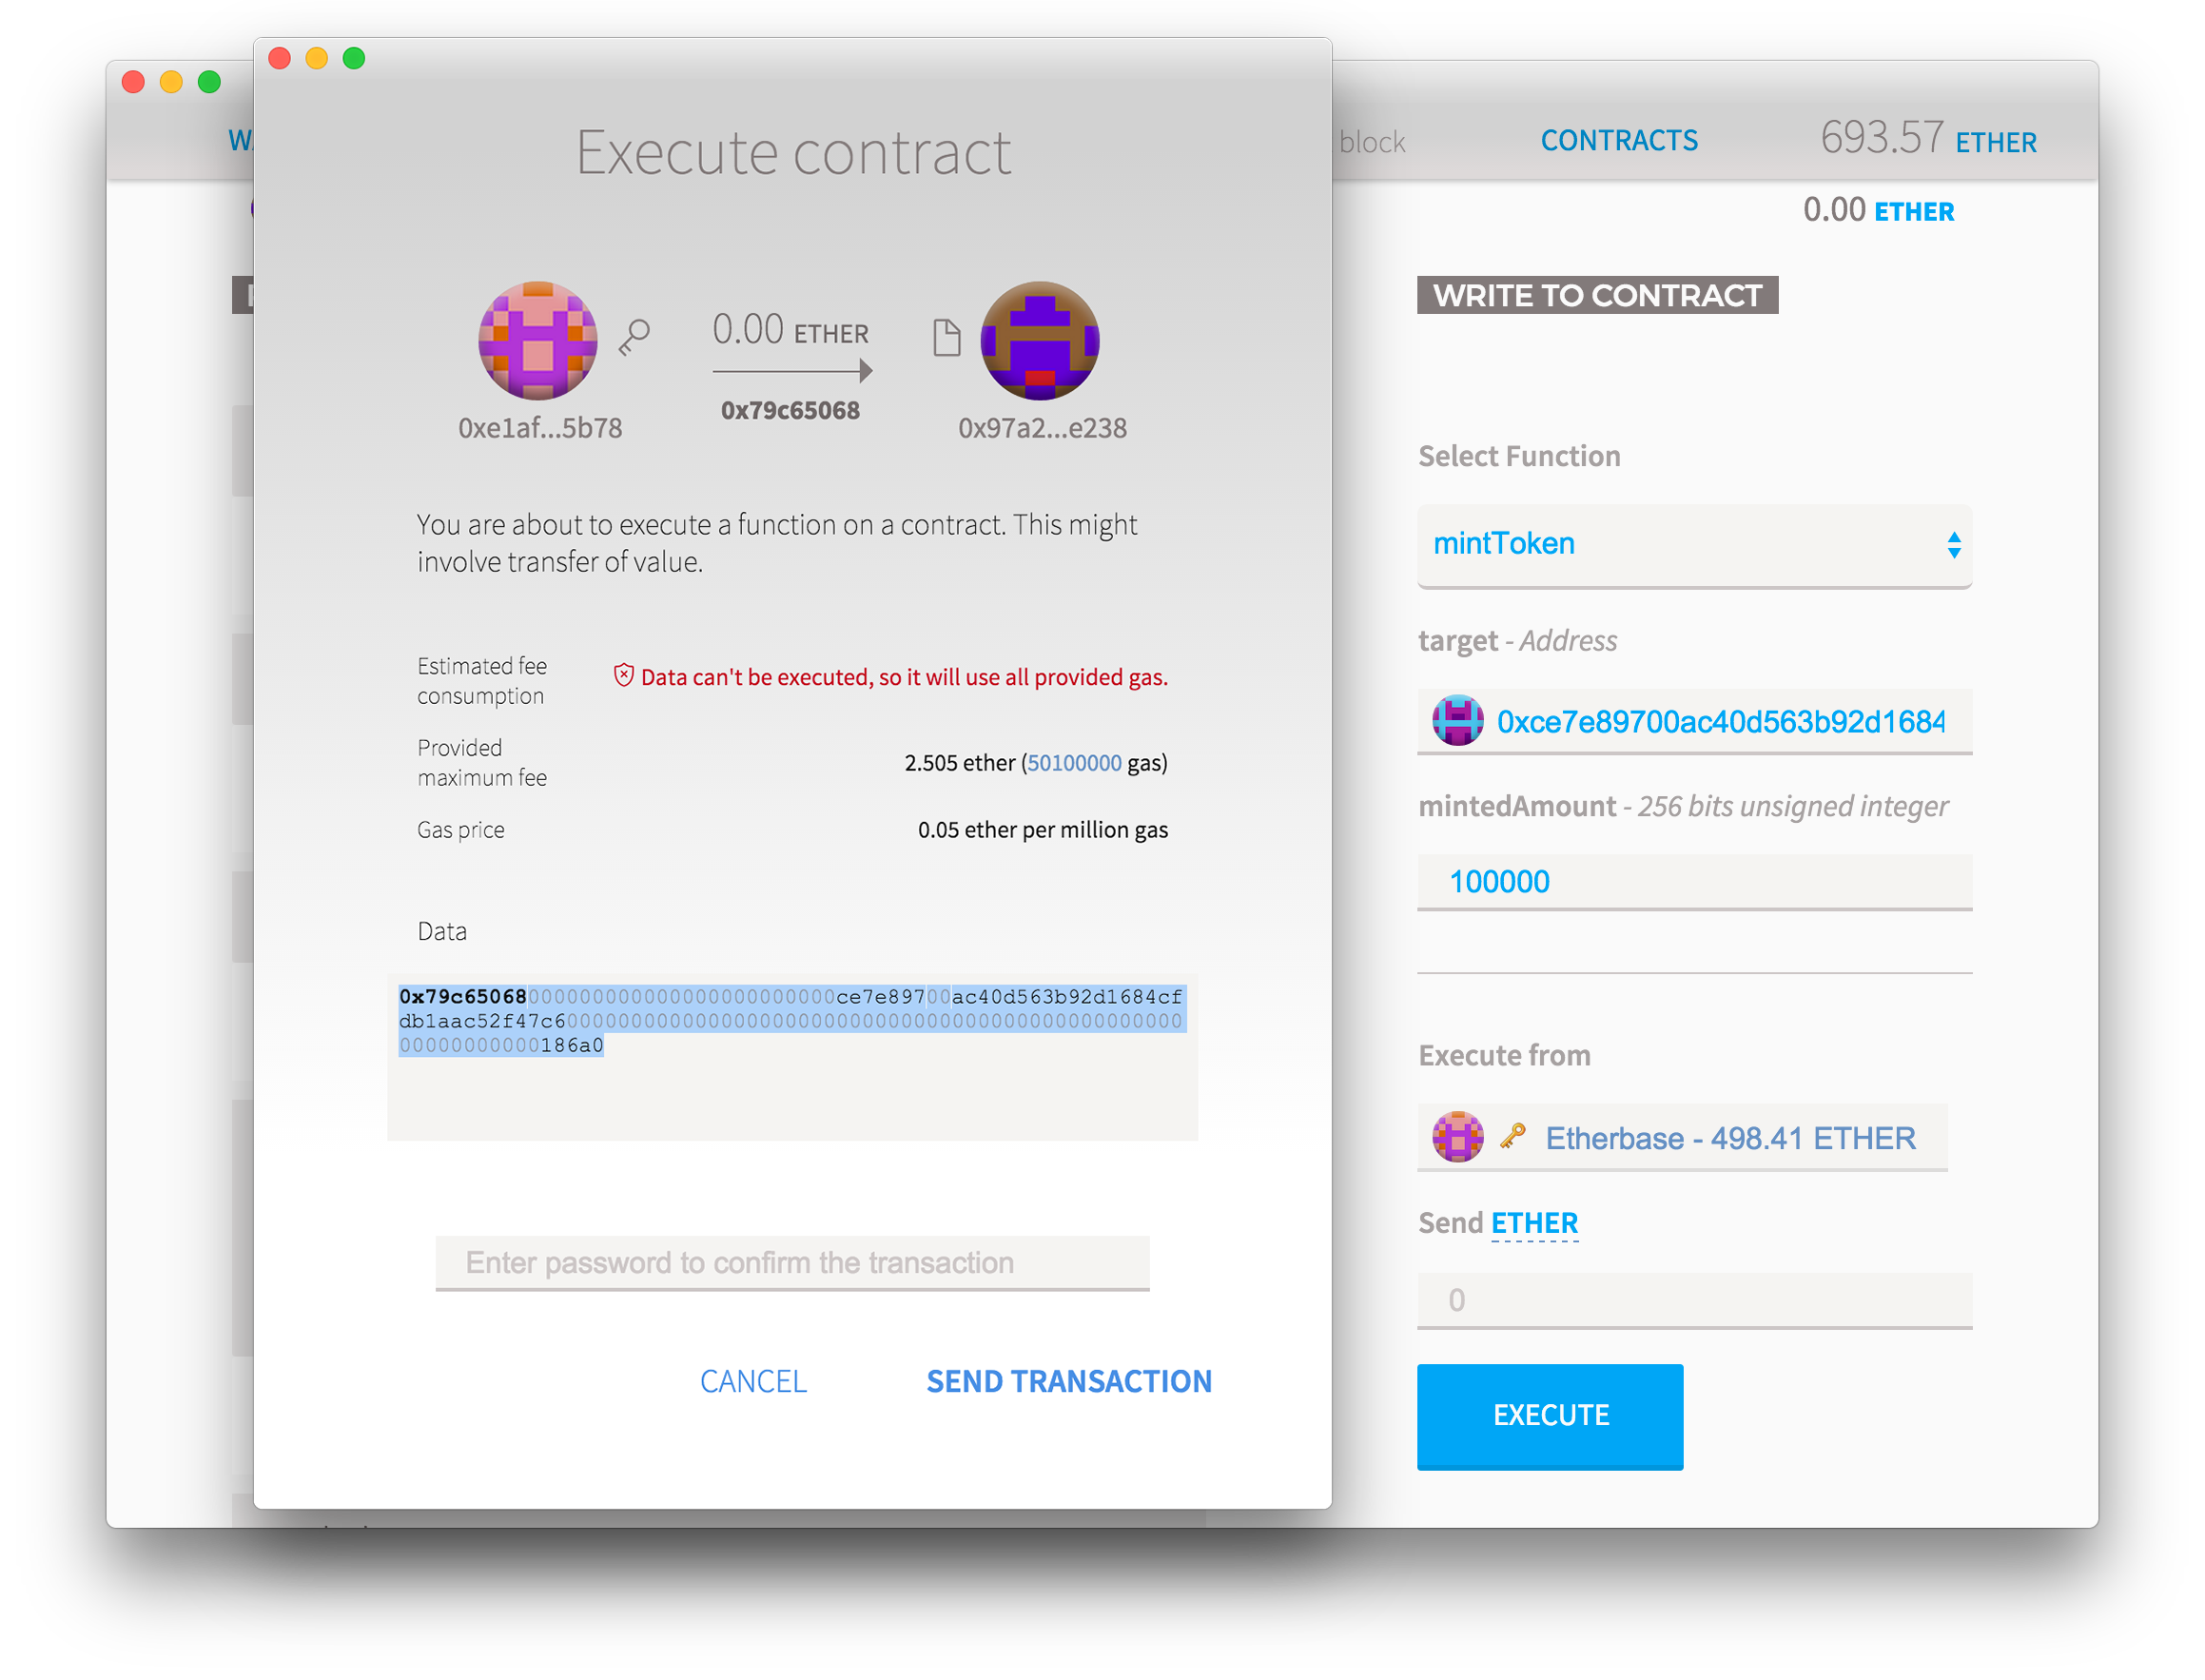 Execute contract
0.00 ETHER
0x79c65068
0xe1af...5b78
0x97a2...e238
You are about to execute a function on a contract. This might
involve transfer of value.
Estimated fee
consumption
Data can't be executed, so it will use all provided gas.
Provided
maximum fee
2.505 ether (50100000 gas)
Gas price
0.05 ether per million gas
Data
0x79c65068000000000000000000000000ce7e89700ac40d563b92d1684cf
db1aac52f47c6000000000000000000000000000000000000000000000000
00000000000186a0
Enter password to confirm the transaction
CANCEL
SEND TRANSACTION
block
CONTRACTS
693.57 ETHER
0.00 ETHER
WRITE TO CONTRACT
Select Function
mintToken
target - Address
0xce7e89700ac40d563b92d1684
mintedAmount - 256 bits unsigned integer
100000
Execute from
Etherbase - 498.41 ETHER
Send ETHER
0
EXECUTE